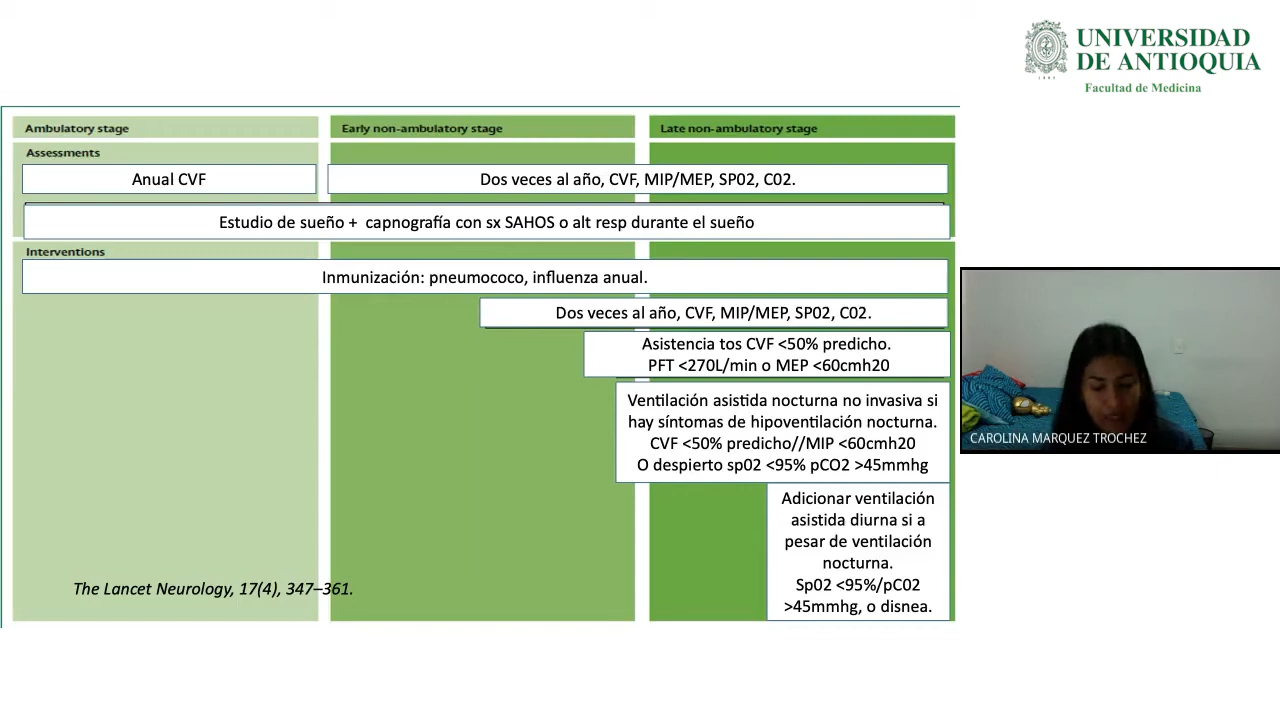 UNIVERSIDAD
DE ANTIOQUIA
1803
Facultad de Medicina
Ambulatory stage
Early non-ambulatory stage
Late non-ambulatory stage
Assessments
Anual CVF
Dos veces al año, CVF, MIP/MEP, SP02, C02.
Estudio de sueño + capnografía con sx SAHOS o alt resp durante el sueño
Interventions
Inmunización: pneumococo, influenza anual.
Dos veces al año, CVF, MIP/MEP, SP02, C02.
Asistencia tos CVF <50% predicho.
PFT <270L/min o MEP <60cmh20
Ventilación asistida nocturna no invasiva si
hay síntomas de hipoventilación nocturna.
CVF <50% predicho//MIP <60cmh20
O despierto sp02 <95% pCO2 >45mmhg
Adicionar ventilación
asistida diurna si a
pesar de ventilación
nocturna.
Sp02 <95%/pC02
>45mmhg, o disnea.
The Lancet Neurology, 17(4), 347–361.
CAROLINA MARQUEZ TROCHEZ